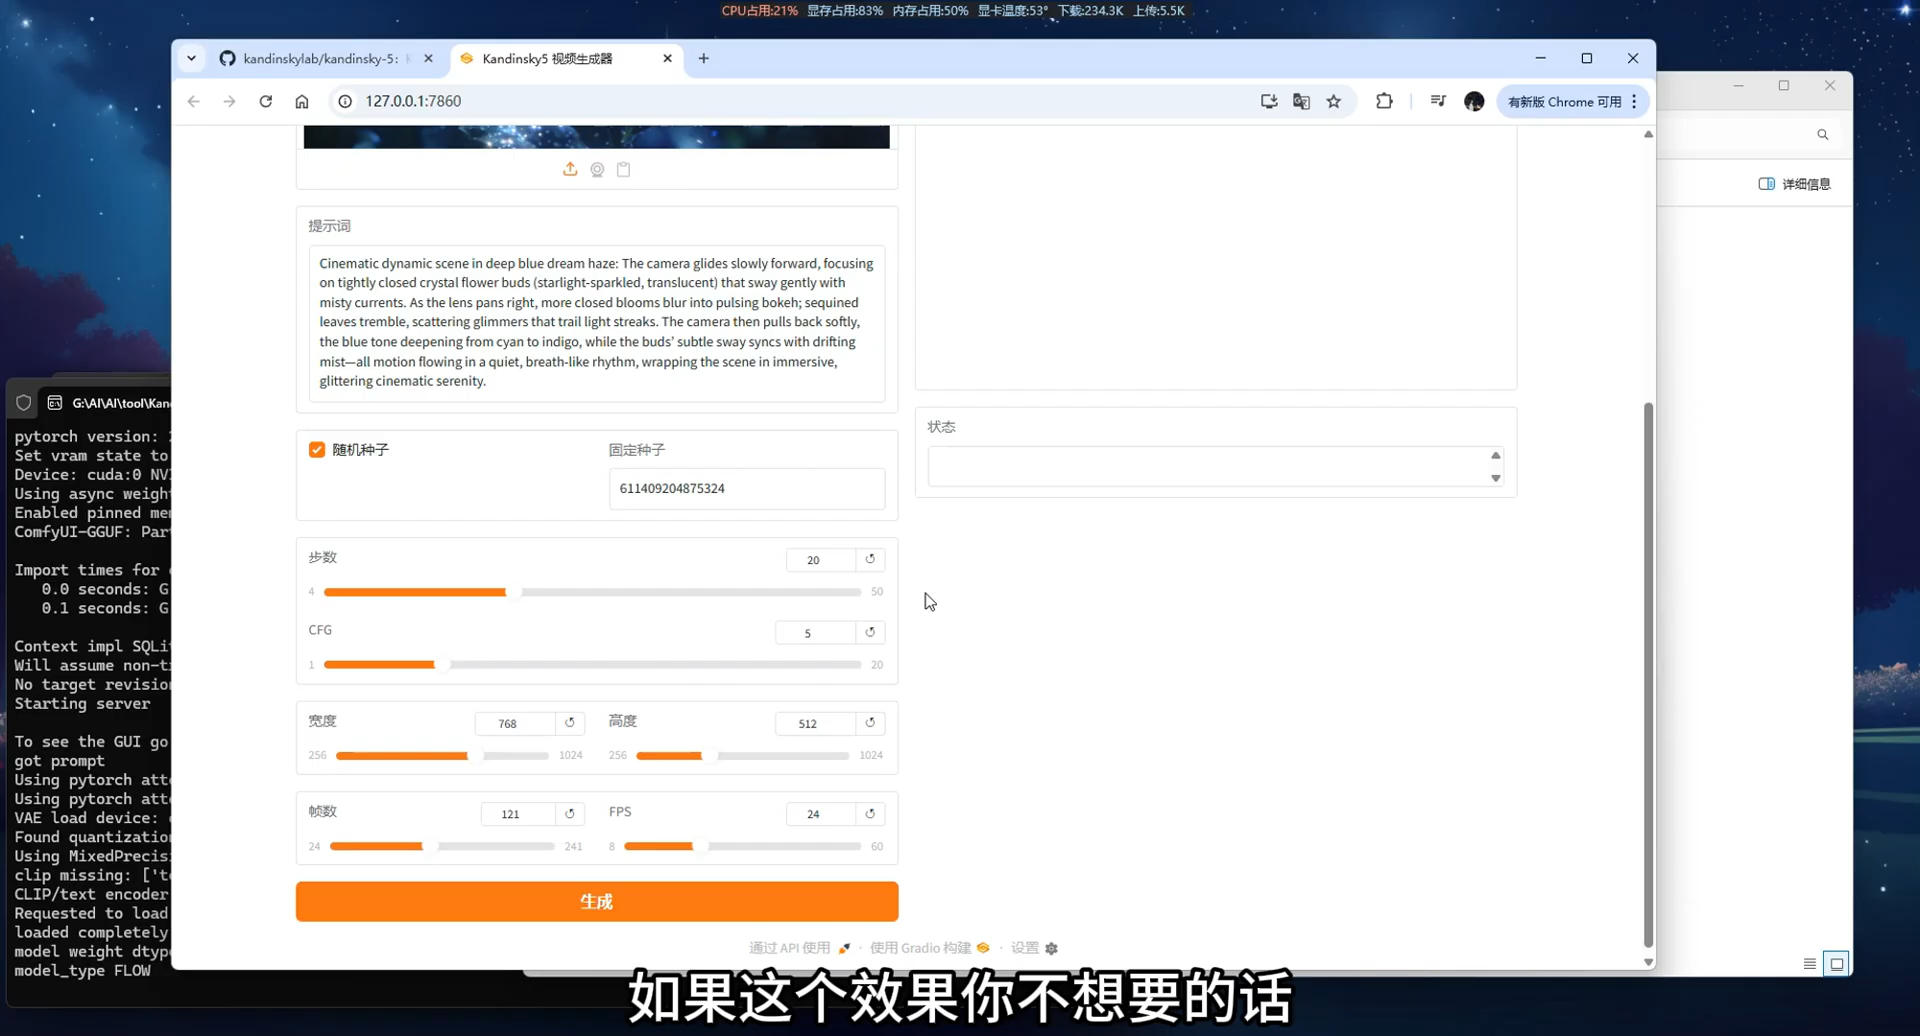 CPU占用:21% 显存占用:83% 内存占用:50% 显卡温度:53° 下载:234.3K 上传:5.5K
kandinskylab/kandinsky-5:
Kandinsky5 视频生成器
127.0.0.1:7860
有新版 Chrome 可用
详细信息
提示词
Cinematic dynamic scene in deep blue dream haze: The camera glides slowly forward, focusing
on tightly closed crystal flower buds (starlight-sparkled, translucent) that sway gently with
misty currents. As the lens pans right, more closed blooms blur into pulsing bokeh; sequined
leaves tremble, scattering glimmers that trail light streaks. The camera then pulls back softly,
the blue tone deepening from cyan to indigo, while the buds' subtle sway syncs with drifting
mist—all motion flowing in a quiet, breath-like rhythm, wrapping the scene in immersive,
glittering cinematic serenity.
随机种子
固定种子
611409204875324
状态
步数
20
4
50
CFG
5
1
20
宽度
768
256
1024
高度
512
256
1024
帧数
121
24
241
FPS
24
8
60
生成
通过 API 使用 · 使用 Gradio 构建 · 设置
G:\AI\AI\tool\Kan
pytorch version:
Set vram state to
Device: cuda:0 NV
Using async weigh
Enabled pinned me
ComfyUI-GGUF: Par
Import times for
0.0 seconds: G
0.1 seconds: G
Context impl SQLi
Will assume non-t
No target revision
Starting server
To see the GUI go
got prompt
Using pytorch att
Using pytorch att
VAE load device:
Found quantization
Using MixedPrecis
clip missing: ['t
CLIP/text encoder
Requested to load
loaded completely
model weight dtyp
model_type FLOW
如果这个效果你不想要的话